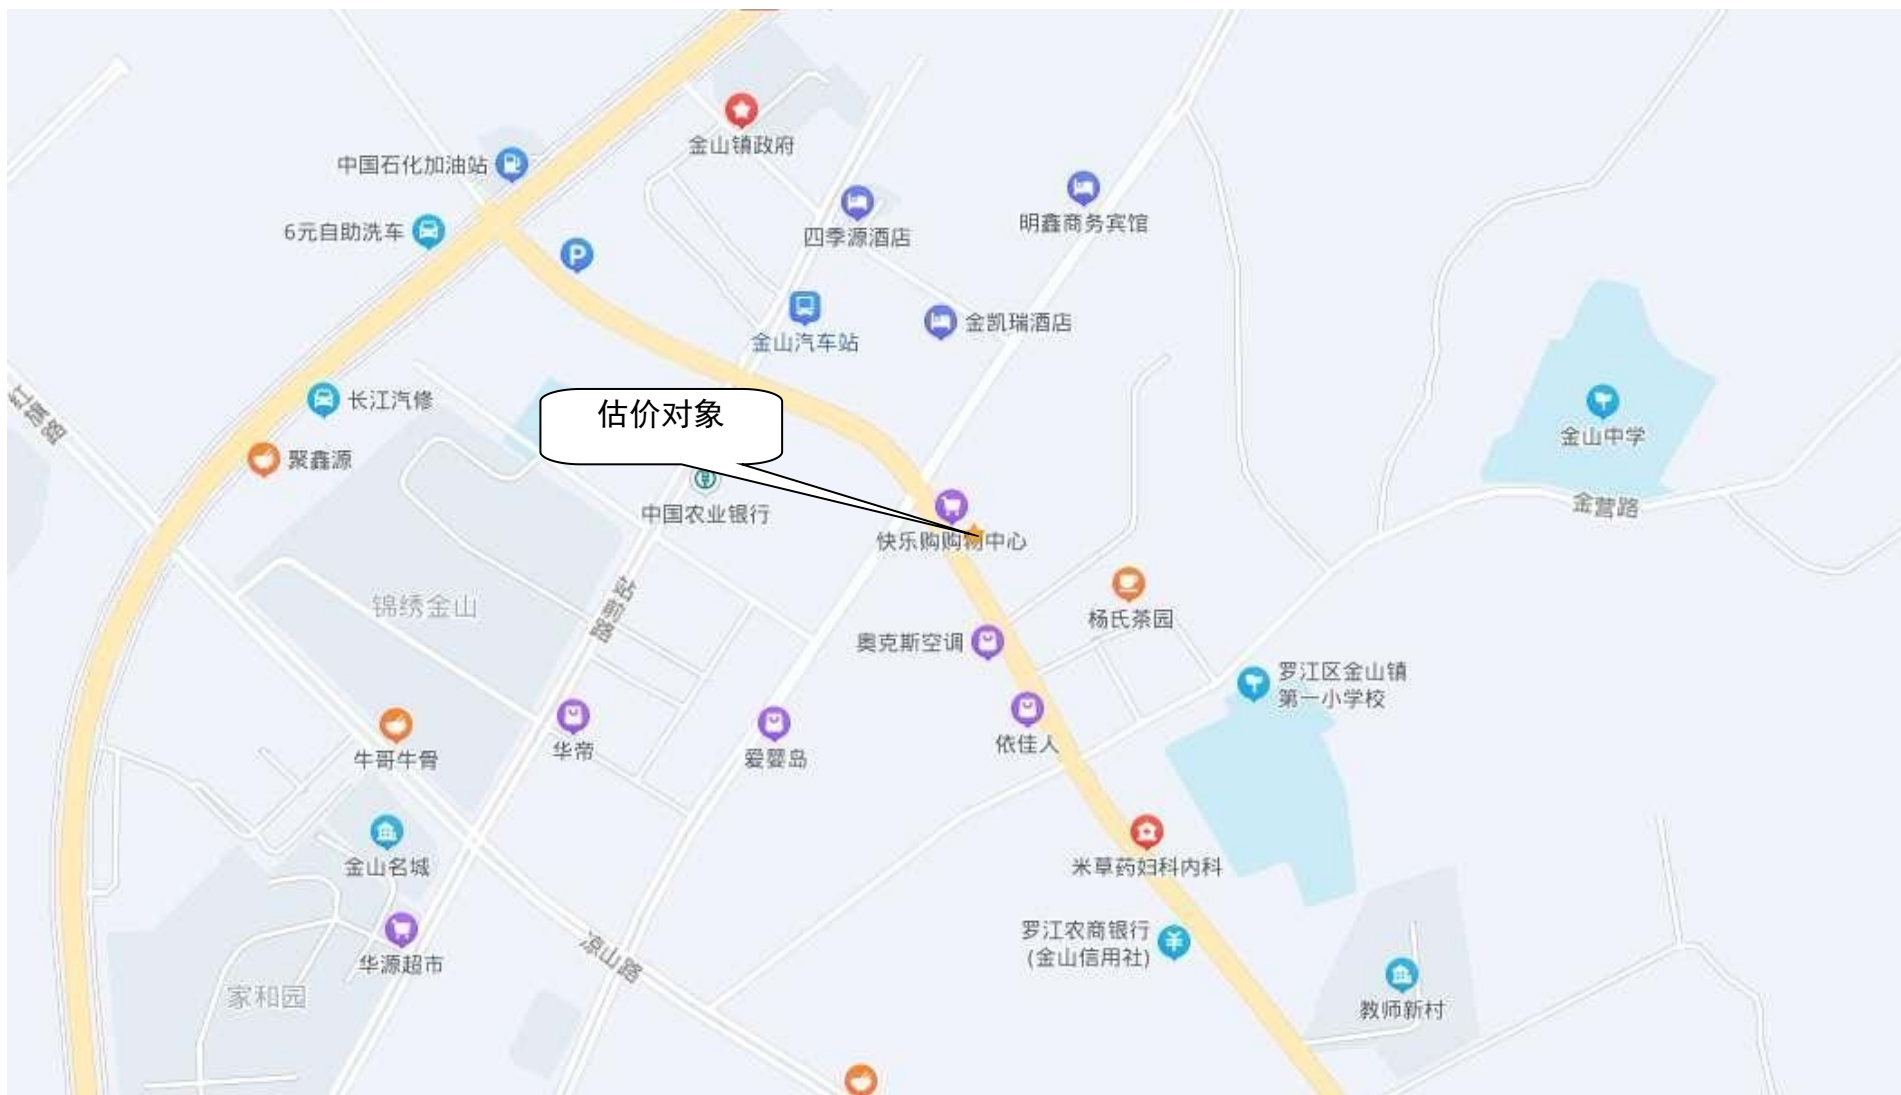 金山镇政府
中国石化加油站
6元自助洗车
P
四季源酒店
明鑫商务宾馆
金山汽车站
金凯瑞酒店
红旗路
长江汽修
聚鑫源
估价对象
金山中学
金营路
中国农业银行
快乐购购物中心
锦绣金山
站前路
杨氏茶园
奥克斯空调
罗江区金山镇
第一小学校
牛哥牛骨
华帝
爱婴岛
依佳人
金山名城
米草药妇科内科
华源超市
凉山路
罗江农商银行
(金山信用社)
家和园
教师新村